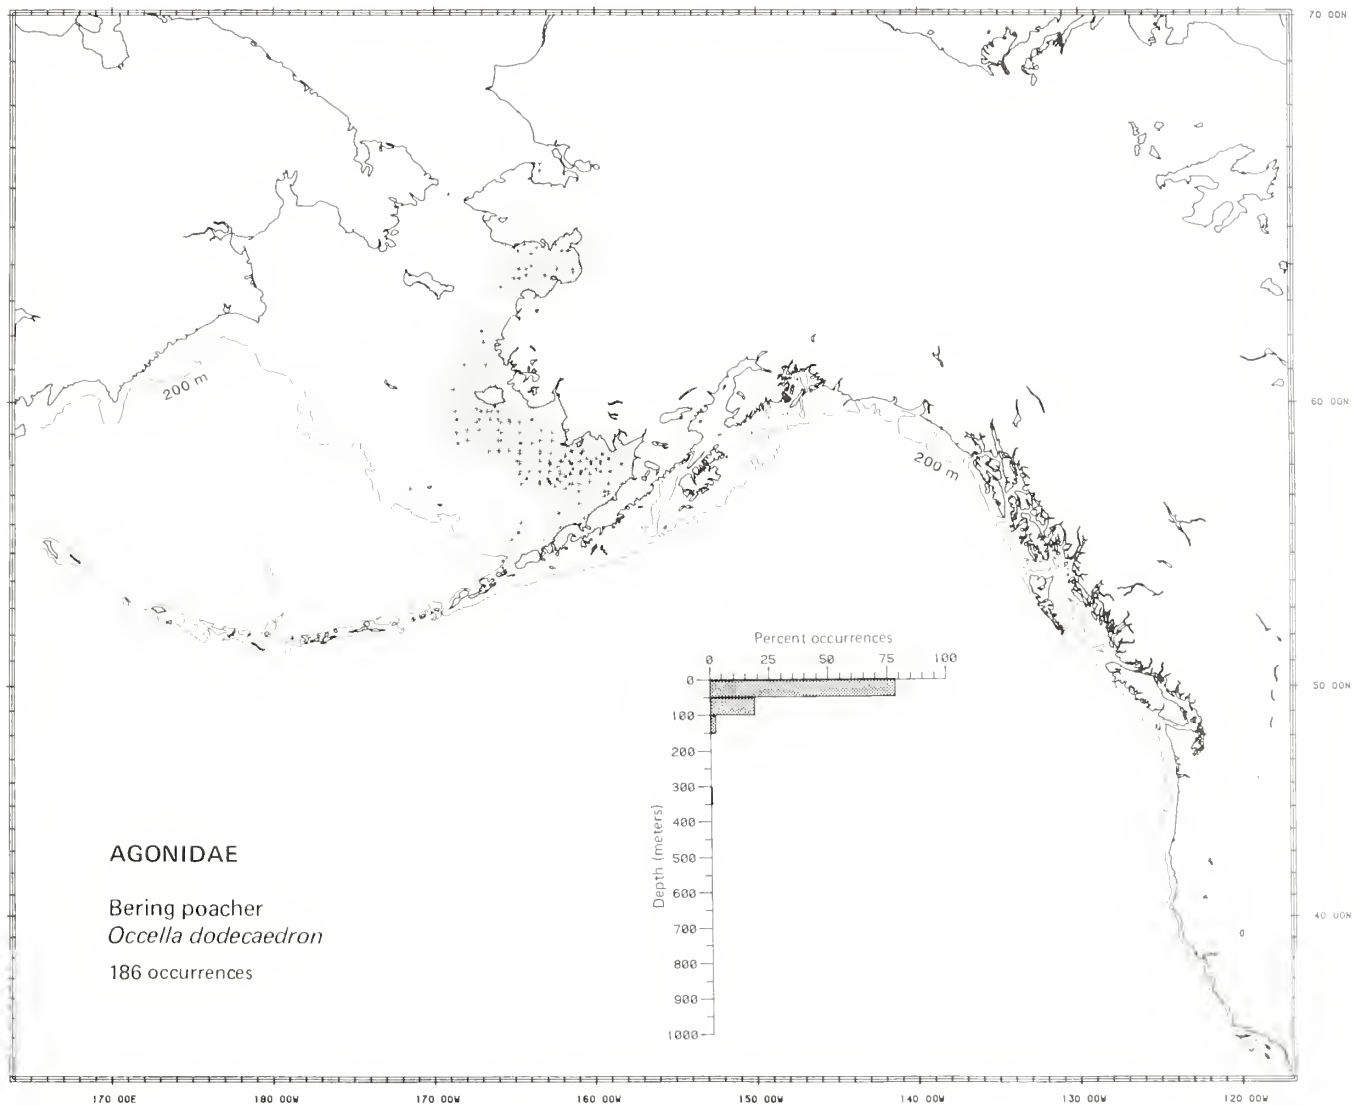 70 00N
200 m
60 00N
200 m
Percent occurrences
0 25 50 75 100
50 00N
0
100
200
300
400
500
600
700
800
900
1000
Depth (meters)
AGONIDAE
Bering poacher
Occella dodecaedron
186 occurrences
40 00N
170 00E 180 00W 170 00W 160 00W 150 00W 140 00W 130 00W 120 00W